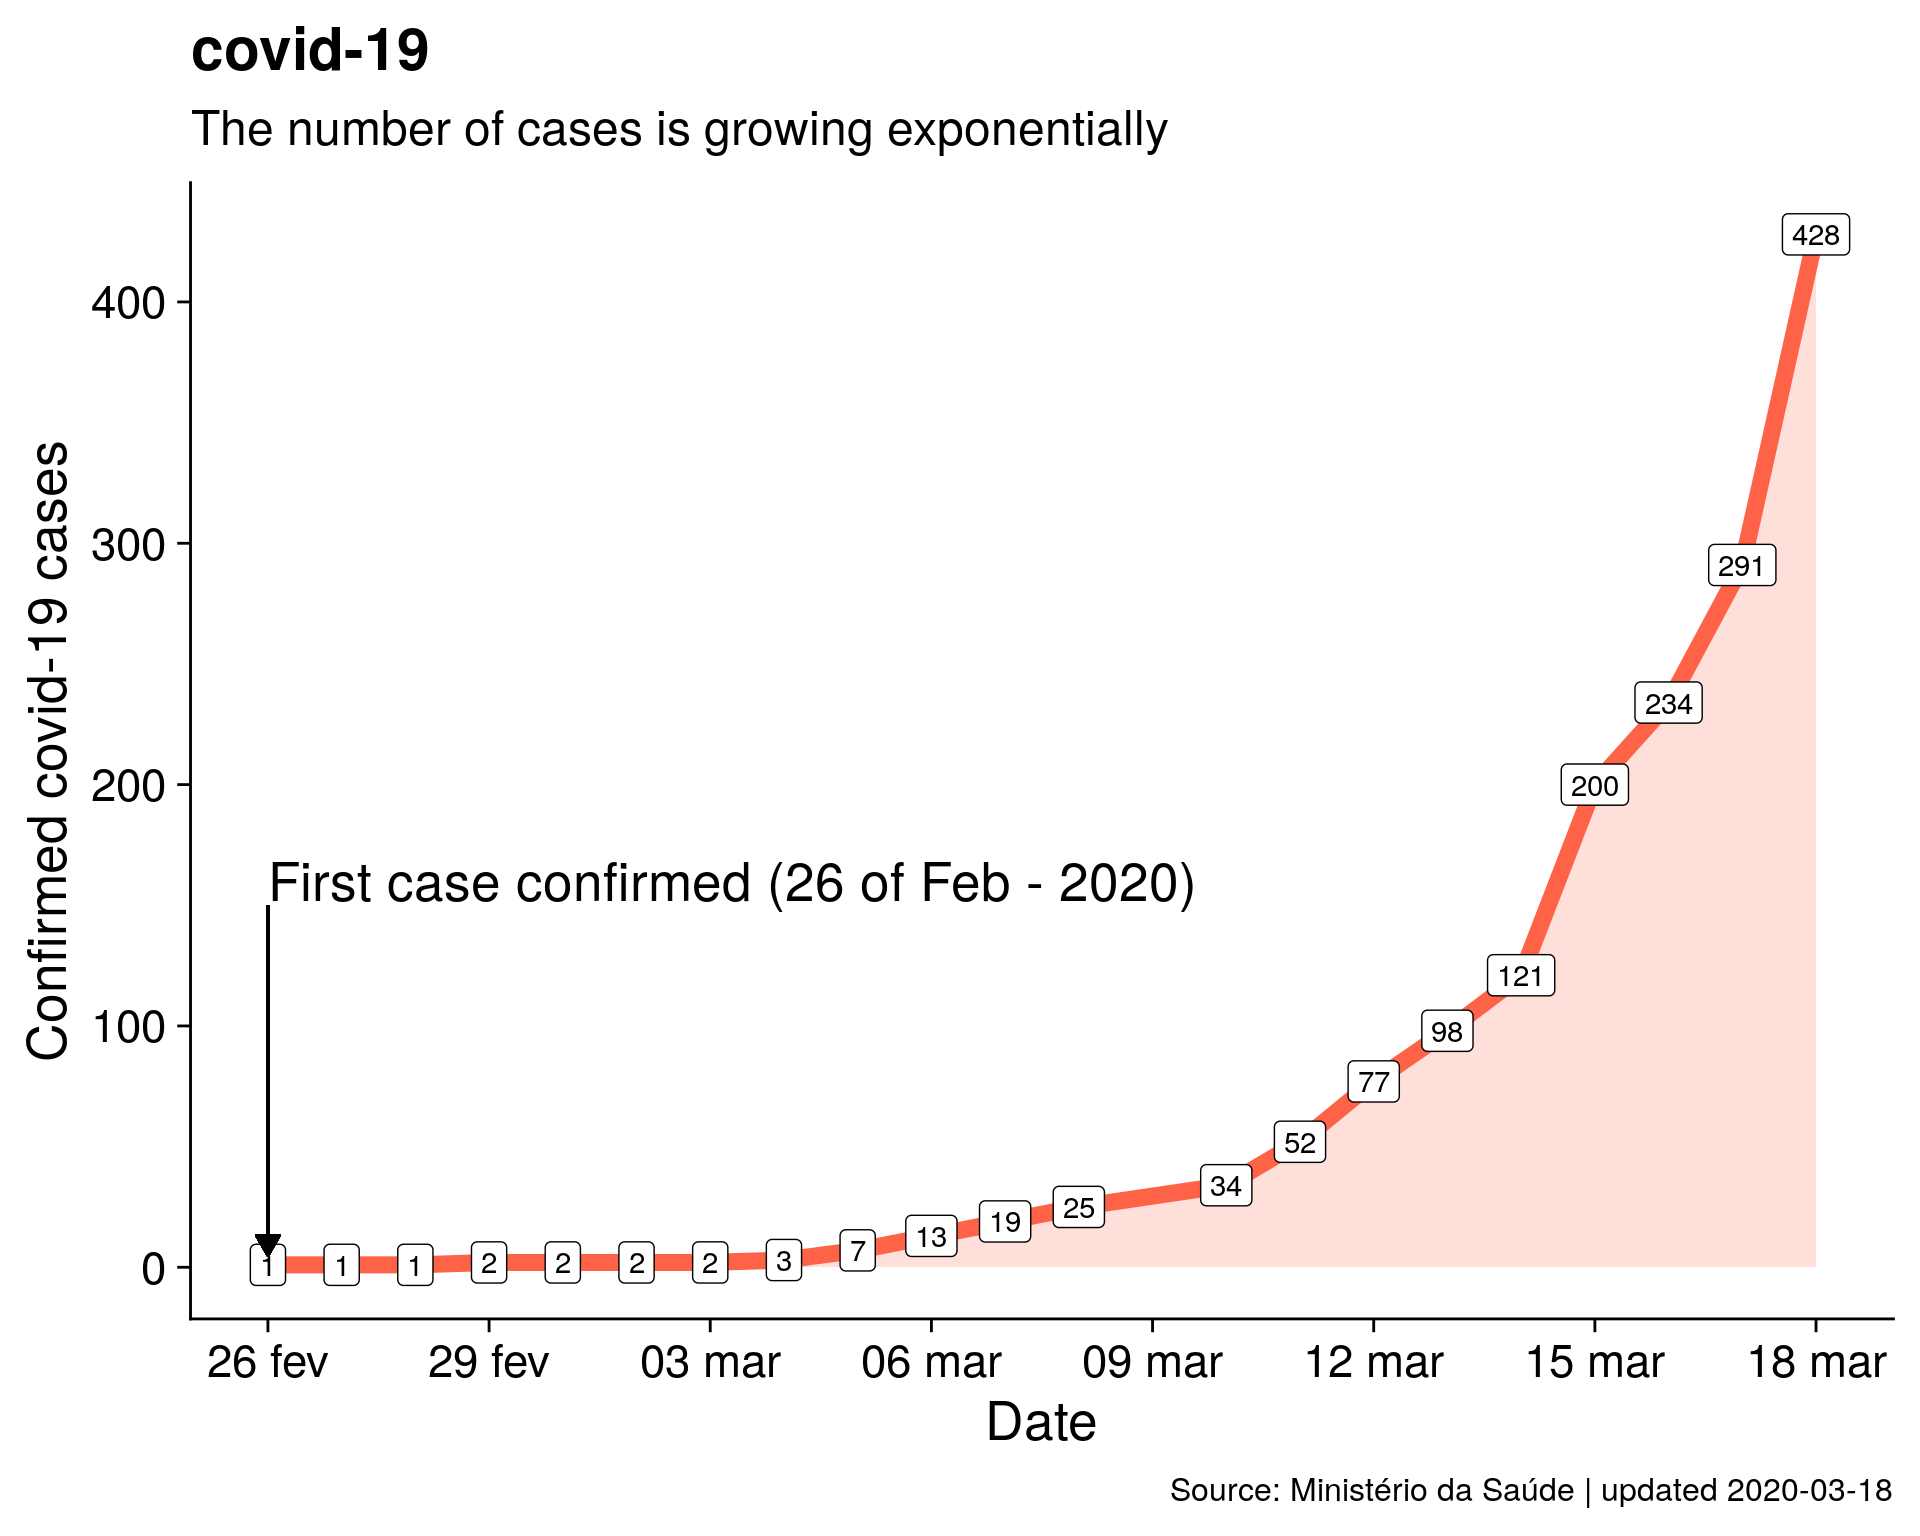 covid-19
The number of cases is growing exponentially
Confirmed covid-19 cases
400
300
200
100
0
First case confirmed (26 of Feb - 2020)
1
1
1
2
2
2
2
3
7
13
19
25
34
52
77
98
121
200
234
291
428
26 fev
29 fev
03 mar
06 mar
09 mar
12 mar
15 mar
18 mar
Date
Source: Ministério da Saúde | updated 2020-03-18